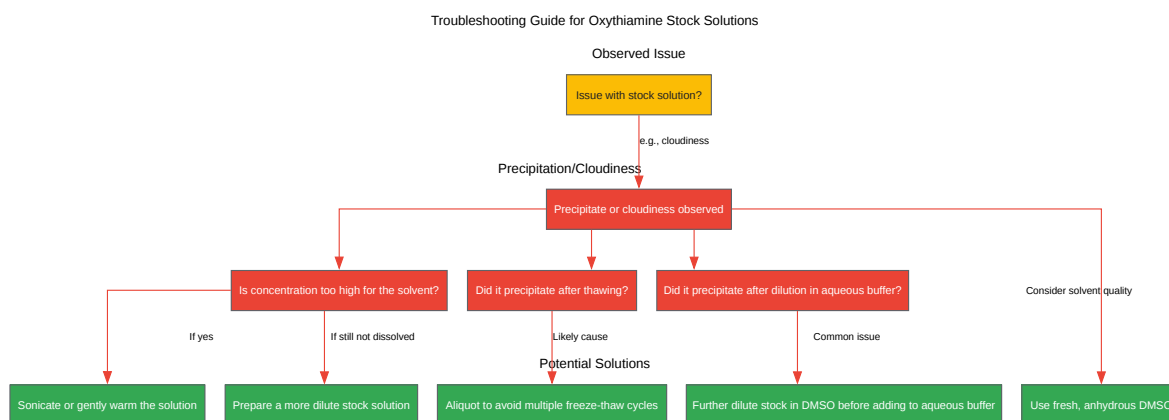 Troubleshooting Guide for Oxythiamine Stock Solutions
Observed Issue
Issue with stock solution?
e.g., cloudiness
Precipitation/Cloudiness
Precipitate or cloudiness observed
Is concentration too high for the solvent?
Did it precipitate after thawing?
Did it precipitate after dilution in aqueous buffer?
Consider solvent quality
If yes
If still not dissolved
Likely cause
Common issue
Potential Solutions
Sonicate or gently warm the solution
Prepare a more dilute stock solution
Aliquot to avoid multiple freeze-thaw cycles
Further dilute stock in DMSO before adding to aqueous buffer
Use fresh, anhydrous DMSO